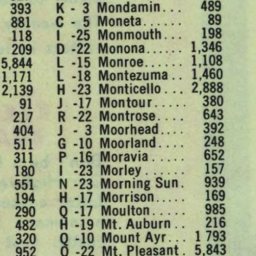 393 K - 3 Mondamin... 489
881 C - 5 Moneta...... 89
118 I -25 Monmouth... 198
209 D -22 Monona..... 1,346
5,844 L -15 Monroe..... 1,108
1,171 L -18 Montezuma.. 1,460
2,139 H -23 Monticello... 2,888
91 J -17 Montour..... 380
217 R -22 Montrose.... 643
404 J - 3 Moorhead.... 392
511 G -10 Moorland.... 248
311 P -16 Moravia..... 652
180 I -23 Morley...... 157
551 N -23 Morning Sun. 939
194 H -17 Morrison.... 169
290 Q -17 Moulton..... 985
482 H -19 Mt. Auburn.. 216
320 Q -10 Mount Ayr... 1 793
952 O -22 Mt. Pleasant. 5,843